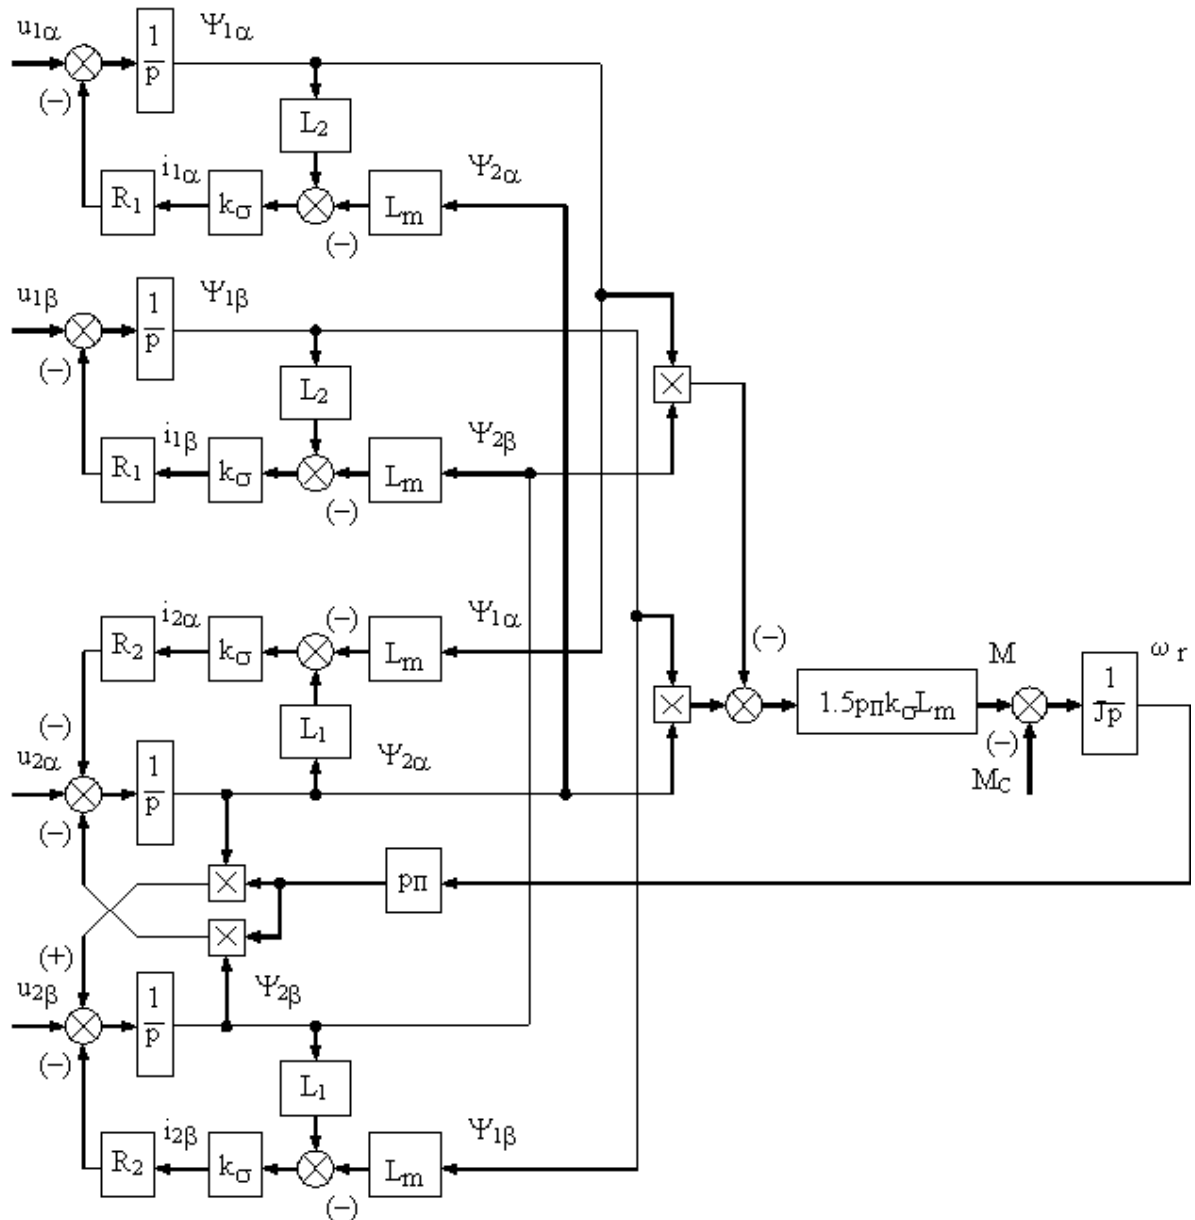 u1α Ψ1α
1
p
(−)
L2
i1α Ψ2α
R1 kσ Lm
(−)
u1β Ψ1β
1
p
(−)
L2
i1β Ψ2β
R1 kσ Lm
(−)
i2α (−) Ψ1α
R2 kσ Lm
(−) M ωr
L1 1.5pпkσLm 1
Jp
(−)
u2α Ψ2α (−)
1 Mc
p
(−)
pп
(+)
u2β Ψ2β
1
p
(−)
L1
i2β Ψ1β
R2 kσ Lm
(−)